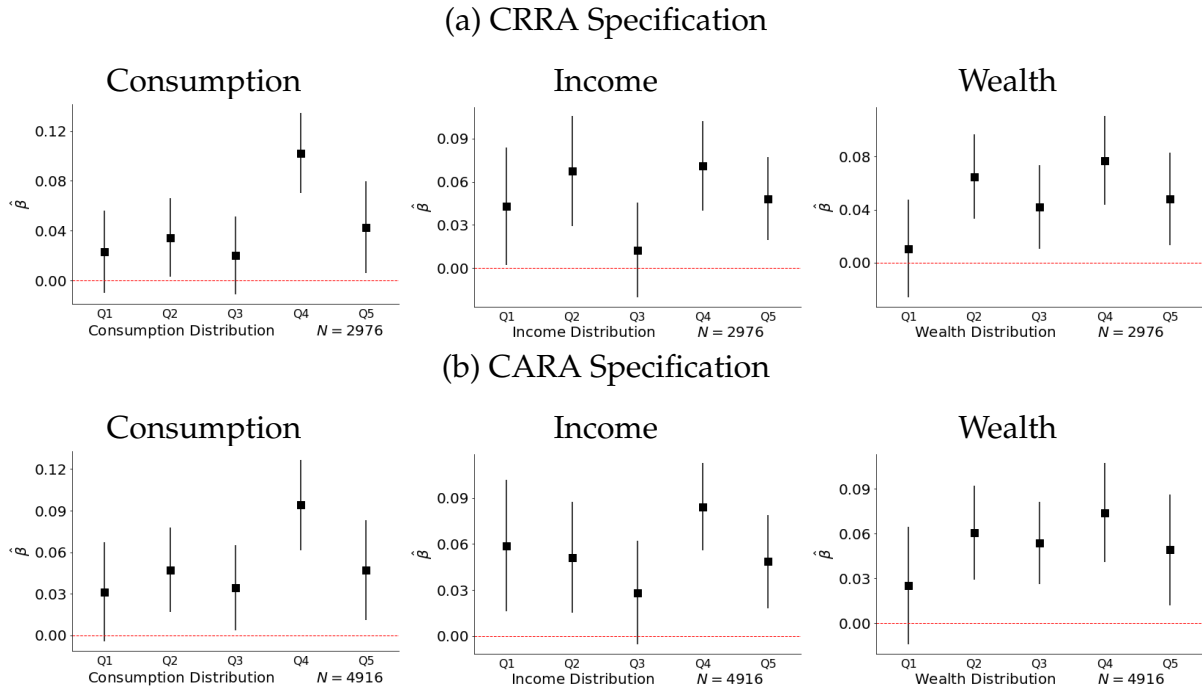 (a) CRRA Specification
Consumption
0.12
0.08
0.04
0.00
β̂
Q1 Q2 Q3 Q4 Q5
Consumption Distribution N = 2976
Income
0.09
0.06
0.03
0.00
β̂
Q1 Q2 Q3 Q4 Q5
Income Distribution N = 2976
Wealth
0.08
0.04
0.00
β̂
Q1 Q2 Q3 Q4 Q5
Wealth Distribution N = 2976
(b) CARA Specification
Consumption
0.12
0.09
0.06
0.03
0.00
β̂
Q1 Q2 Q3 Q4 Q5
Consumption Distribution N = 4916
Income
0.09
0.06
0.03
0.00
β̂
Q1 Q2 Q3 Q4 Q5
Income Distribution N = 4916
Wealth
0.09
0.06
0.03
0.00
β̂
Q1 Q2 Q3 Q4 Q5
Wealth Distribution N = 4916